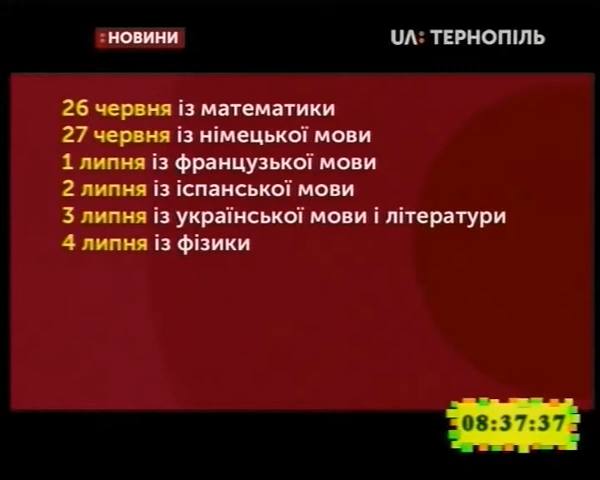 :НОВИНИ
UA: ТЕРНОПІЛЬ
26 червня із математики
27 червня із німецької мови
1 липня із французької мови
2 липня із іспанської мови
3 липня із української мови і літератури
4 липня із фізики
08:37:37